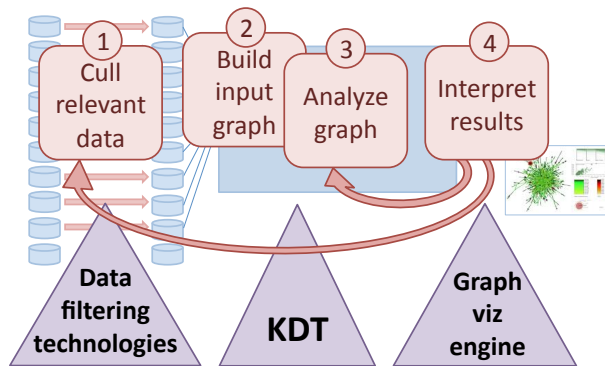 1
Cull
relevant
data
2
Build
input
graph
3
Analyze
graph
4
Interpret
results
Data
filtering
technologies
KDT
Graph
viz
engine